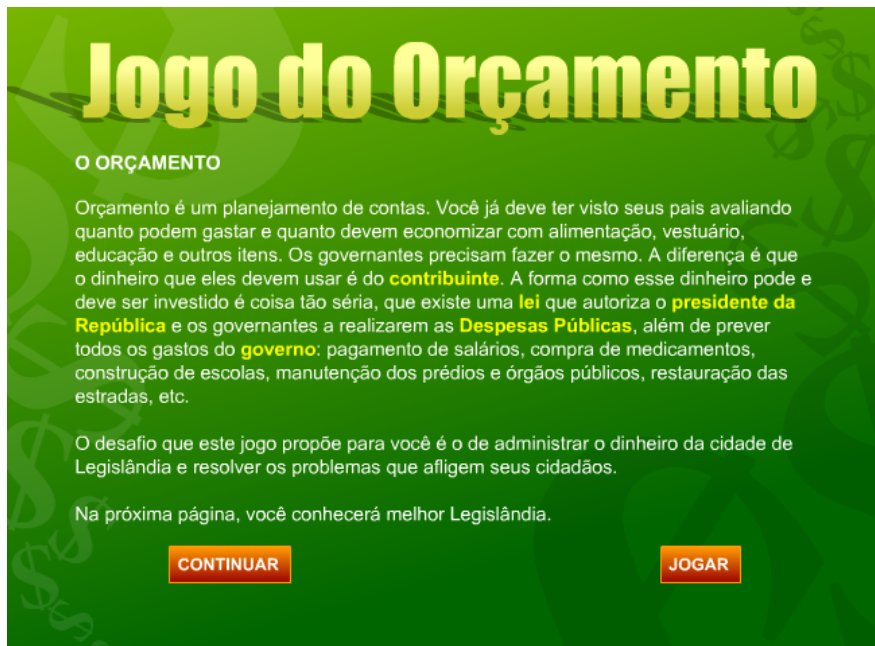 Jogo do Orçamento
O ORÇAMENTO
Orçamento é um planejamento de contas. Você já deve ter visto seus pais avaliando
quanto podem gastar e quanto devem economizar com alimentação, vestuário,
educação e outros itens. Os governantes precisam fazer o mesmo. A diferença é que
o dinheiro que eles devem usar é do contribuinte. A forma como esse dinheiro pode e
deve ser investido é coisa tão séria, que existe uma lei que autoriza o presidente da
República e os governantes a realizarem as Despesas Públicas, além de prever
todos os gastos do governo: pagamento de salários, compra de medicamentos,
construção de escolas, manutenção dos prédios e órgãos públicos, restauração das
estradas, etc.
O desafio que este jogo propõe para você é o de administrar o dinheiro da cidade de
Legislândia e resolver os problemas que afligem seus cidadãos.
Na próxima página, você conhecerá melhor Legislândia.
CONTINUAR
JOGAR